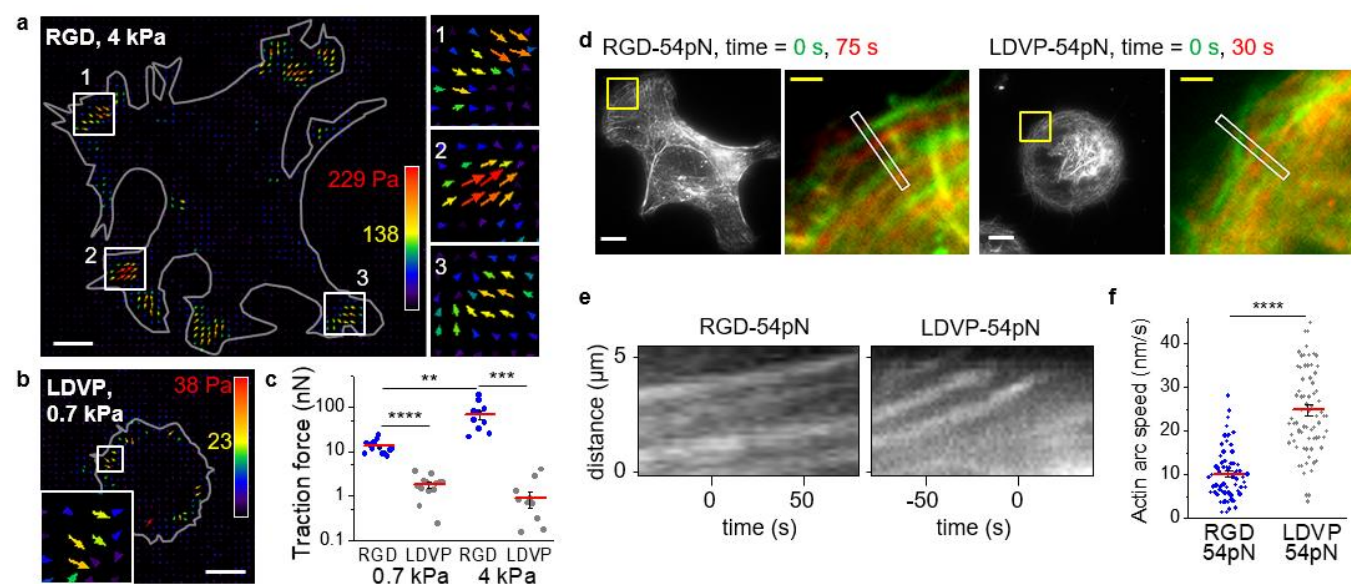 a
RGD, 4 kPa
1
2
3
229 Pa
138
1
2
3
b
LDVP,
0.7 kPa
38 Pa
23
c
Traction force (nN)
100
10
1
0.1
**
***
****
RGD LDVP RGD LDVP
0.7 kPa 4 kPa
d
RGD-54pN, time = 0 s, 75 s
LDVP-54pN, time = 0 s, 30 s
e
RGD-54pN
LDVP-54pN
distance (µm)
5
0
0 50
-50 0
time (s)
time (s)
f
****
Actin arc speed (nm/s)
40
30
20
10
0
RGD LDVP
54pN 54pN